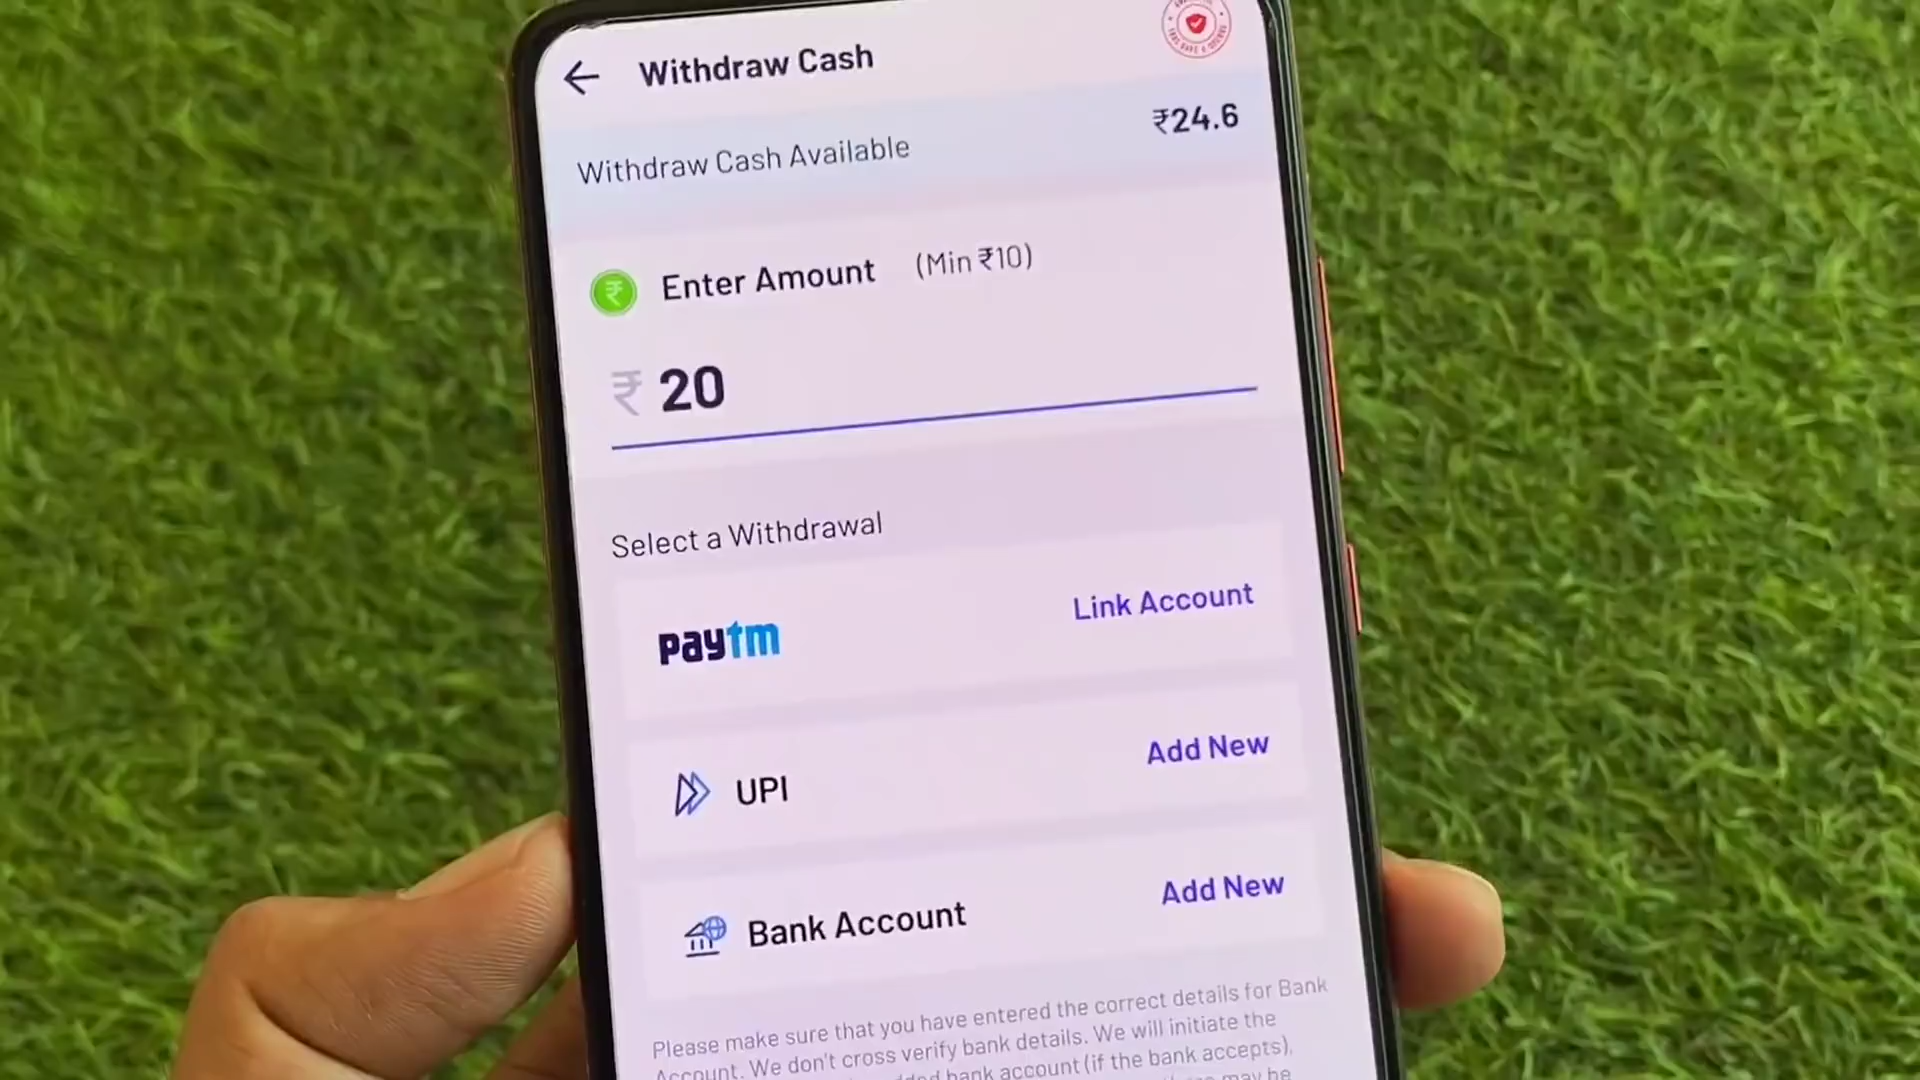 Withdraw Cash
Withdraw Cash Available ₹24.6
Enter Amount (Min ₹10)
₹ 20
Select a Withdrawal
paytm Link Account
UPI Add New
Bank Account Add New
Please make sure that you have entered the correct details for Bank
Account. We don't cross verify bank details. We will initiate the
bank account (if the bank accepts).
may be